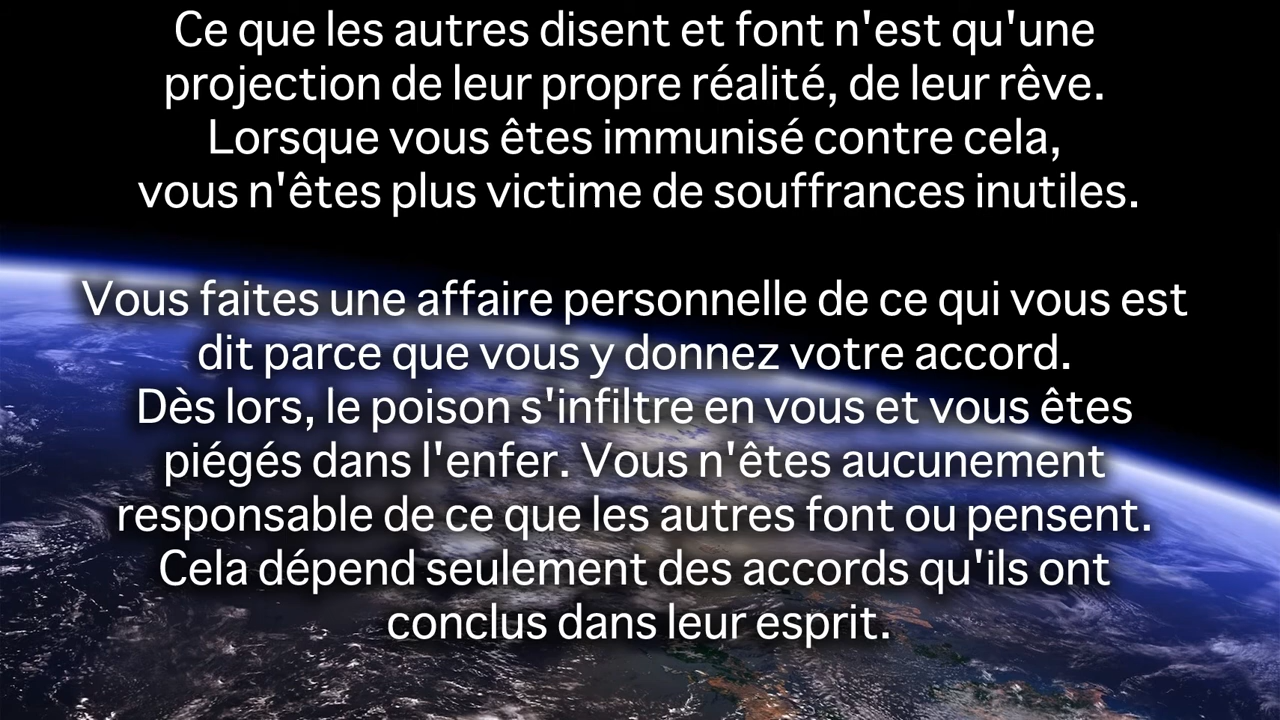 Ce que les autres disent et font n'est qu'une
projection de leur propre réalité, de leur rêve.
Lorsque vous êtes immunisé contre cela,
vous n'êtes plus victime de souffrances inutiles.
Vous faites une affaire personnelle de ce qui vous est
dit parce que vous y donnez votre accord.
Dès lors, le poison s'infiltre en vous et vous êtes
piégés dans l'enfer. Vous n'êtes aucunement
responsable de ce que les autres font ou pensent.
Cela dépend seulement des accords qu'ils ont
conclus dans leur esprit.